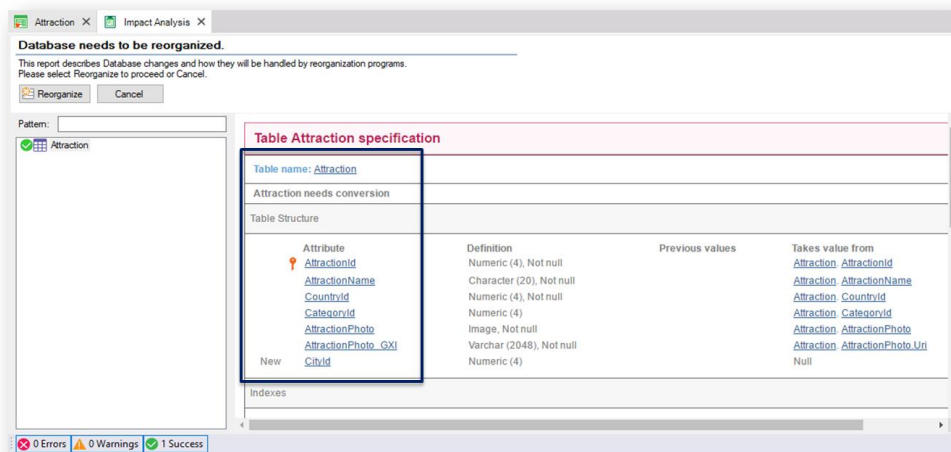 Attraction
Impact Analysis
Database needs to be reorganized.
This report describes Database changes and how they will be handled by reorganization programs.
Please select Reorganize to proceed or Cancel.
Reorganize Cancel
Pattern:
Attraction
Table Attraction specification
Table name: Attraction
Attraction needs conversion
Table Structure
Attribute Definition Previous values Takes value from
AttractionId Numeric (4), Not null Attraction. AttractionId
AttractionName Character (20), Not null Attraction. AttractionName
CountryId Numeric (4), Not null Attraction. CountryId
CategoryId Numeric (4) Attraction. CategoryId
AttractionPhoto Image, Not null Attraction. AttractionPhoto
AttractionPhoto_GXI Varchar (2048), Not null Attraction. AttractionPhoto.Uri
New CityId Numeric (4) Null
Indexes
0 Errors 0 Warnings 1 Success